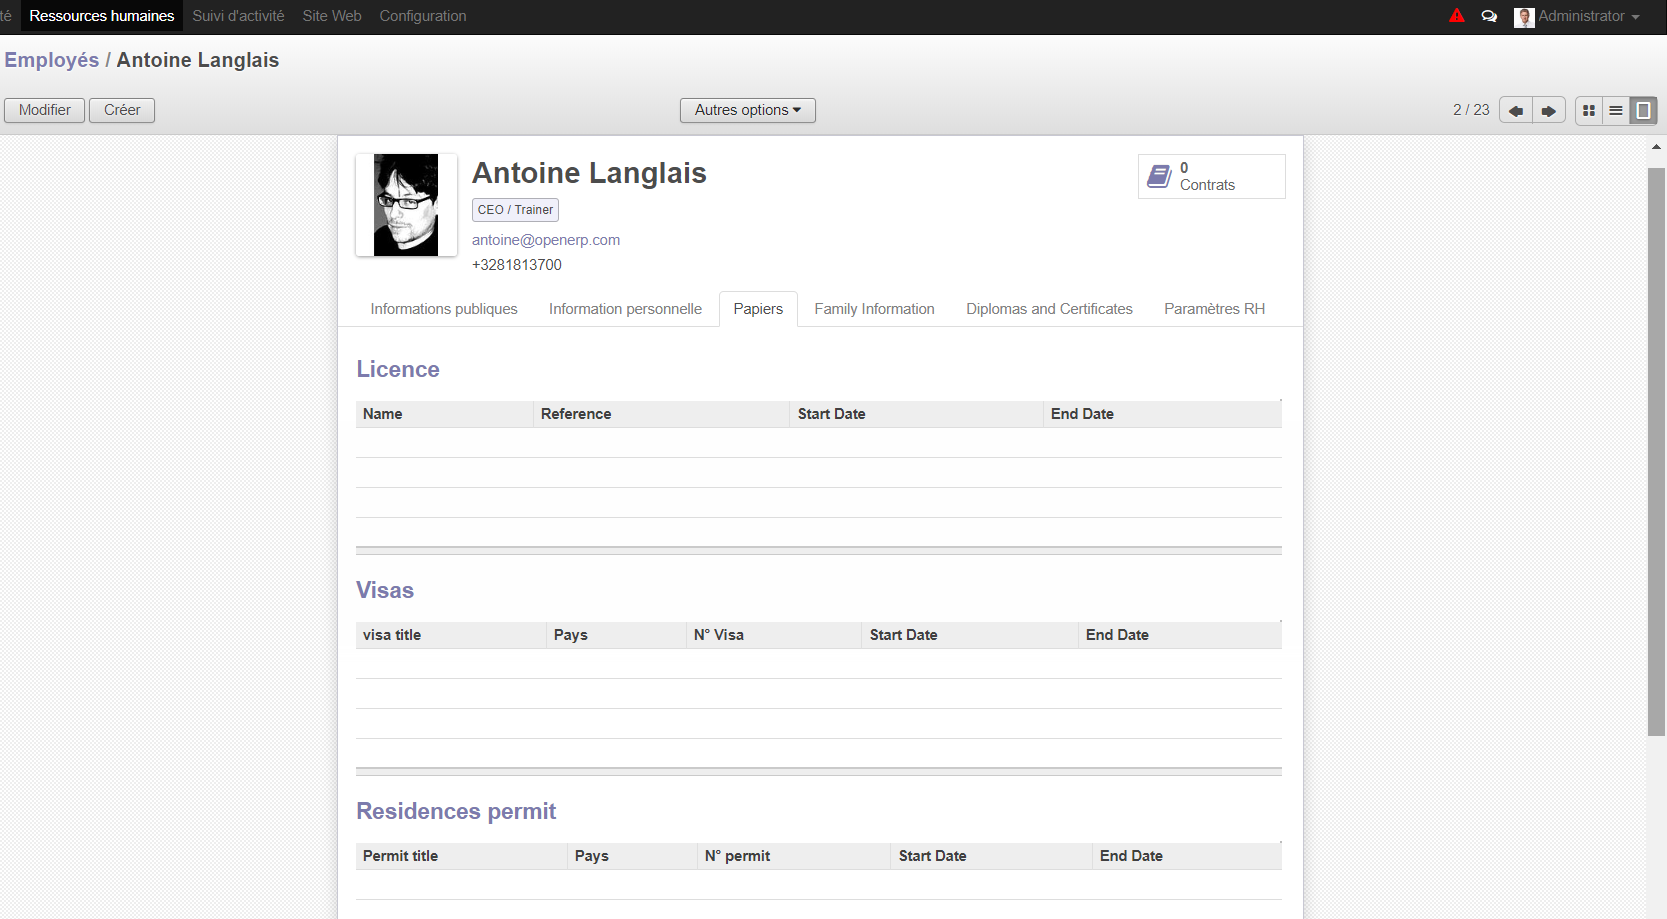 té Ressources humaines Suivi d'activité Site Web Configuration Administrator
Employés / Antoine Langlais
Modifier Créer Autres options 2 / 23
Antoine Langlais
0
Contrats
CEO / Trainer
antoine@openerp.com
+3281813700
Informations publiques Information personnelle Papiers Family Information Diplomas and Certificates Paramètres RH
Licence
Name Reference Start Date End Date
Visas
visa title Pays N° Visa Start Date End Date
Residences permit
Permit title Pays N° permit Start Date End Date